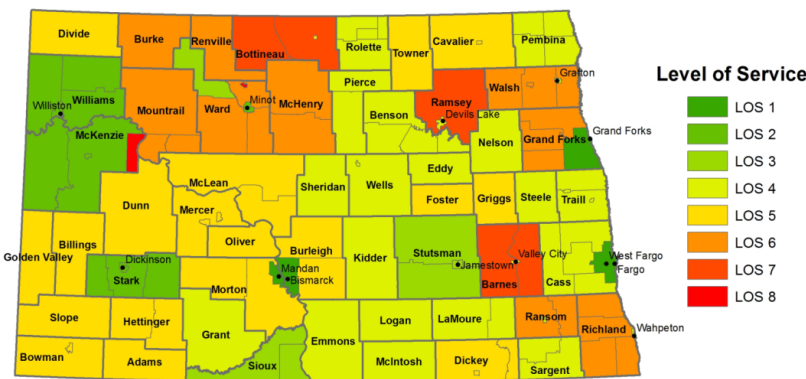 Divide
Burke
Renville
Bottineau
Rolette
Towner
Cavalier
Pembina
Williston
Williams
Mountrail
Ward
Minot
McHenry
Pierce
Benson
Ramsey
Devils Lake
Walsh
Grafton
McKenzie
Nelson
Grand Forks
Grand Forks
McLean
Sheridan
Wells
Eddy
Foster
Griggs
Steele
Traill
Dunn
Mercer
Oliver
Golden Valley
Billings
Dickinson
Stark
Morton
Mandan
Bismarck
Burleigh
Kidder
Stutsman
Jamestown
Valley City
Barnes
Cass
West Fargo
Fargo
Slope
Hettinger
Grant
Bowman
Adams
Sioux
Emmons
Logan
LaMoure
Ransom
Richland
Wahpeton
McIntosh
Dickey
Sargent
Level of Service
LOS 1
LOS 2
LOS 3
LOS 4
LOS 5
LOS 6
LOS 7
LOS 8